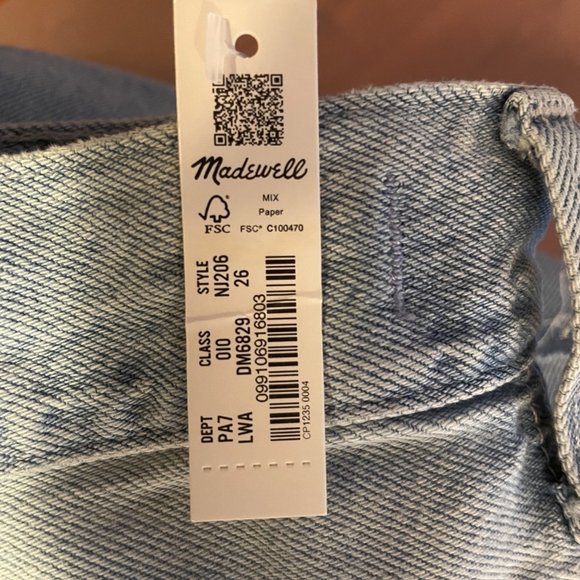 Madewell
MIX
Paper
FSC
FSC® C100470
DEPT CLASS STYLE
PA7 010 NJ206
LWA DM6829 26
099106916803
CP1235.0004